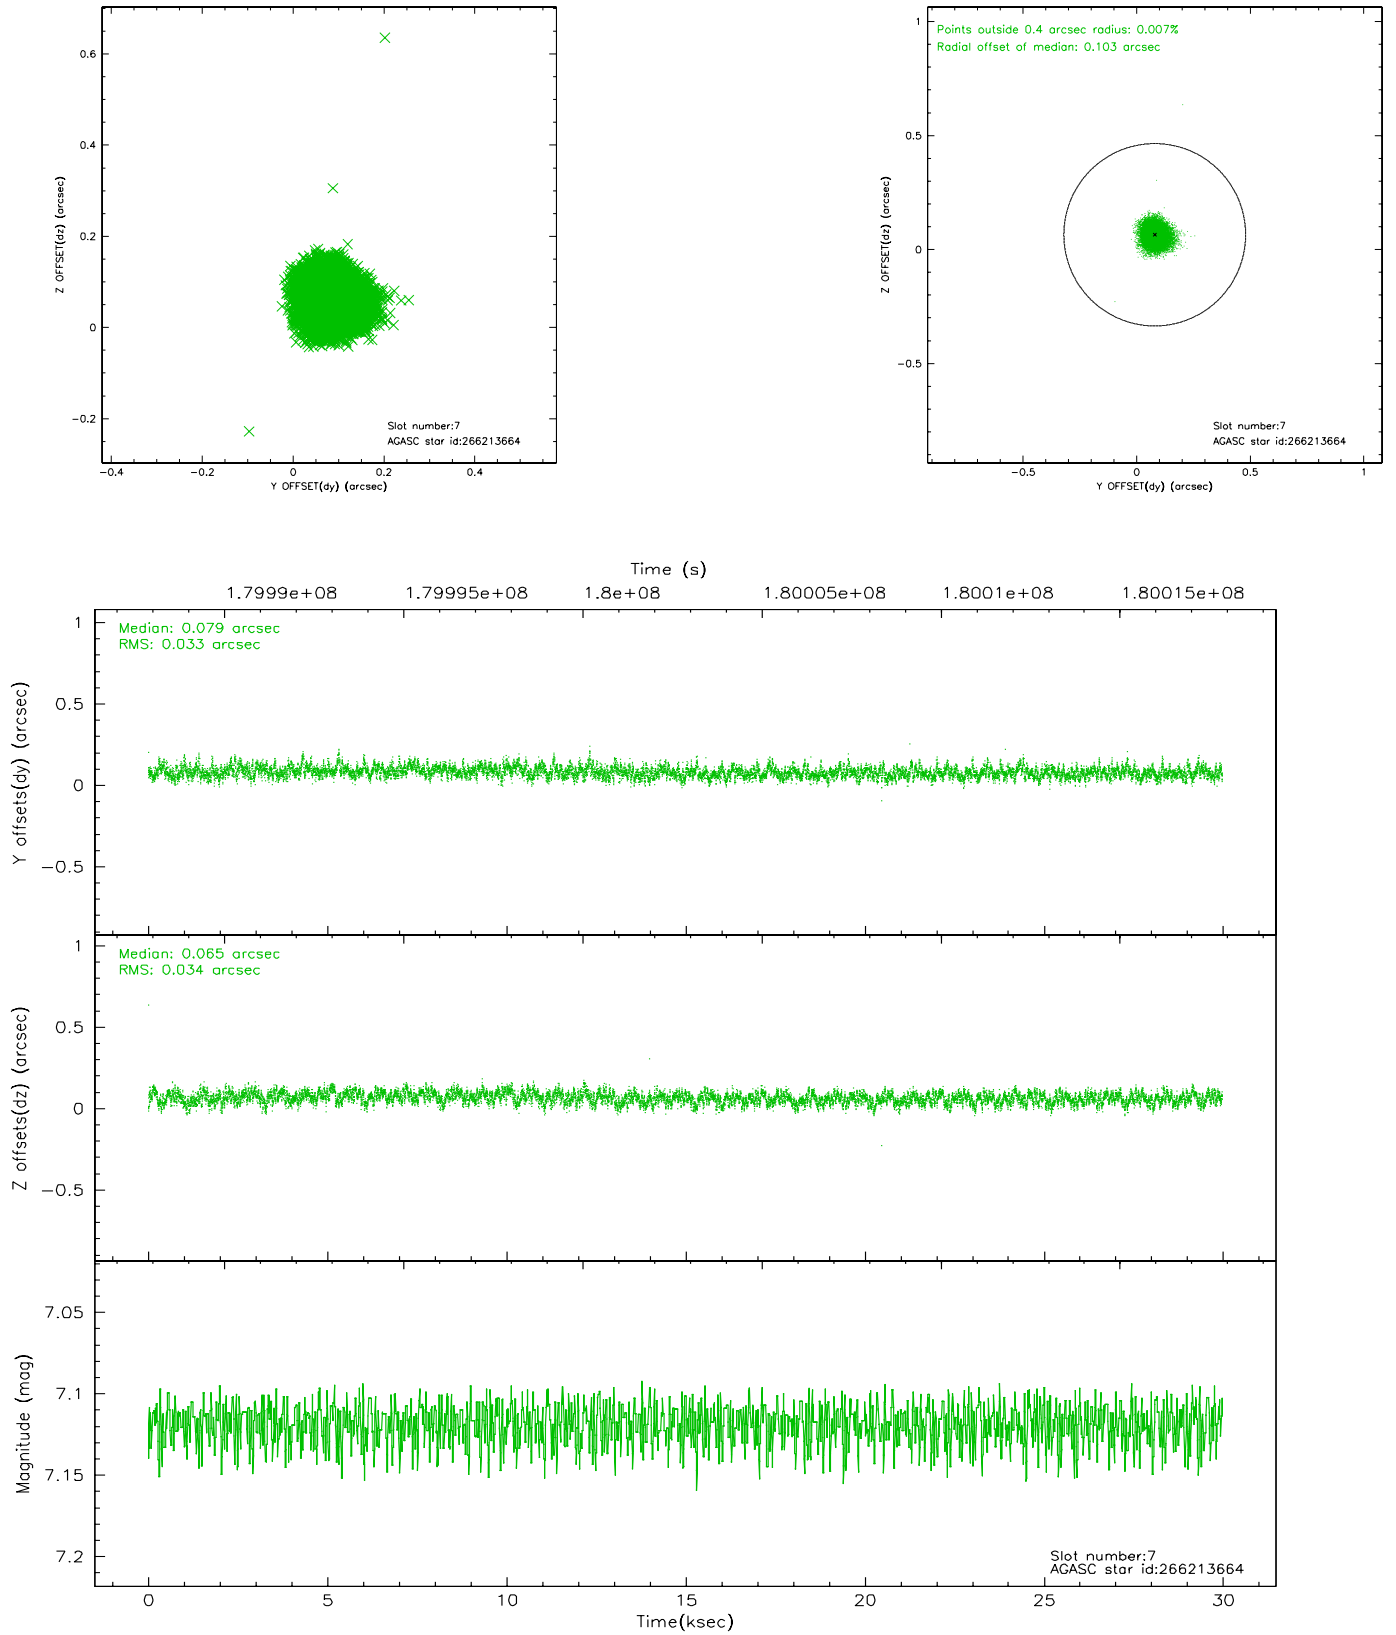 0.6
0.4
0.2
0
−0.2
Z OFFSET(dz) (arcsec)
Slot number:7
AGASC star id:266213664
−0.4 −0.2 0 0.2 0.4
Y OFFSET(dy) (arcsec)
Points outside 0.4 arcsec radius: 0.007%
Radial offset of median: 0.103 arcsec
1
0.5
0
−0.5
Z OFFSET(dz) (arcsec)
Slot number:7
AGASC star id:266213664
−0.5 0 0.5 1
Y OFFSET(dy) (arcsec)
Time (s)
1.7999e+08 1.79995e+08 1.8e+08 1.80005e+08 1.8001e+08 1.80015e+08
Median: 0.079 arcsec
RMS: 0.033 arcsec
1
0.5
0
−0.5
Y offsets(dy) (arcsec)
Median: 0.065 arcsec
RMS: 0.034 arcsec
1
0.5
0
−0.5
Z offsets(dz) (arcsec)
7.05
7.1
7.15
7.2
Magnitude (mag)
Slot number:7
AGASC star id:266213664
0 5 10 15 20 25 30
Time(ksec)